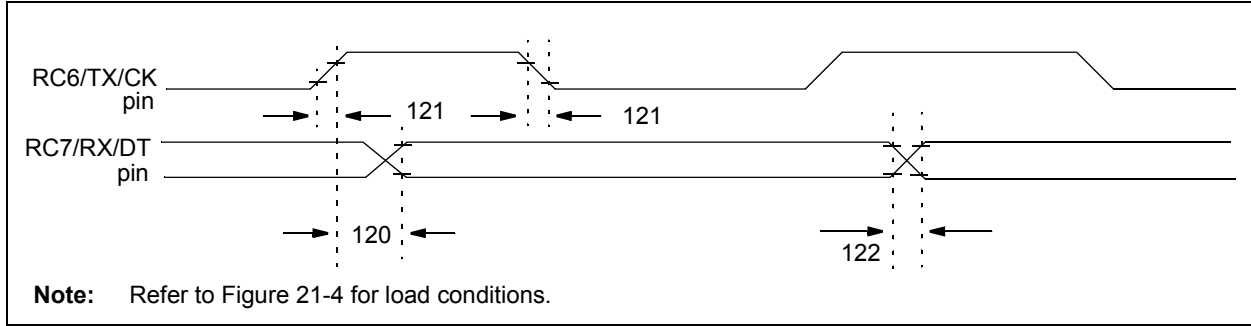 RC6/TX/CK
pin
121
121
RC7/RX/DT
pin
120
122
Note: Refer to Figure 21-4 for load conditions.